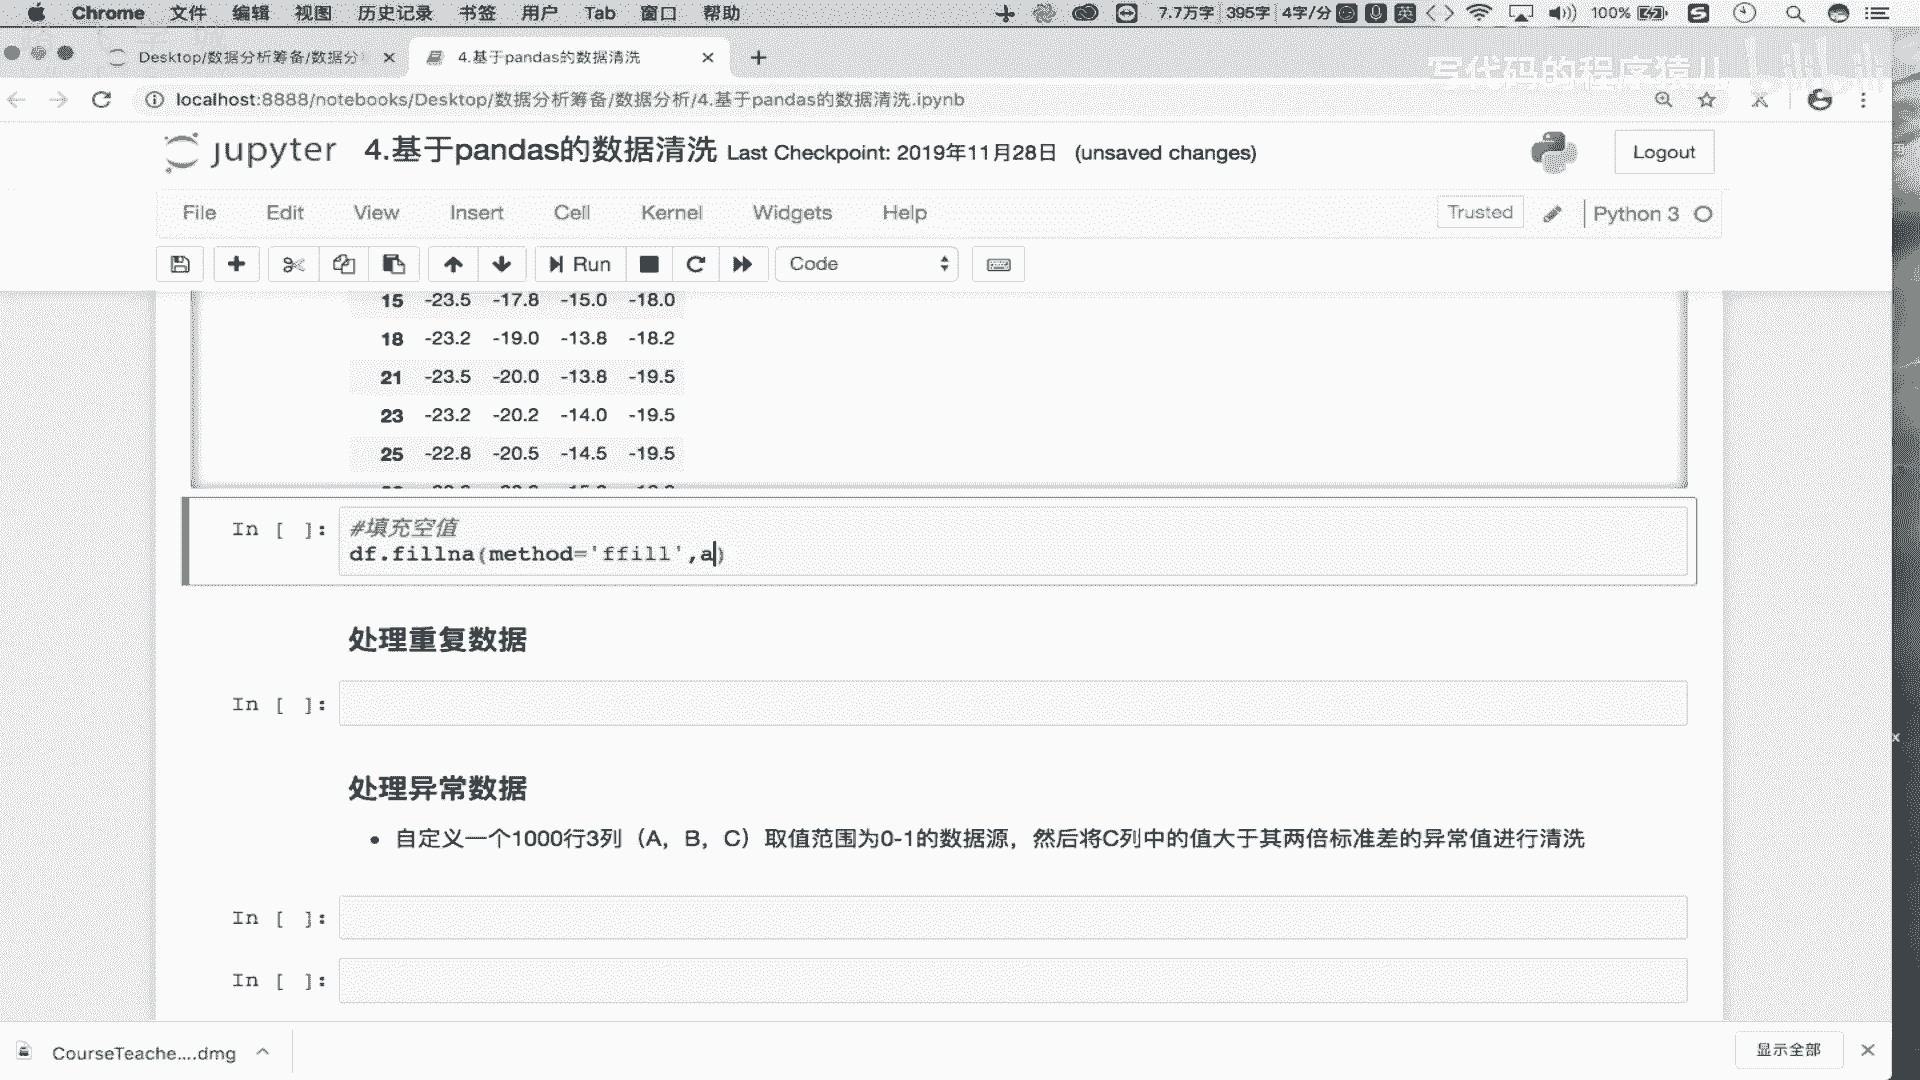 Chrome 文件 编辑 视图 历史记录 书签 用户 Tab 窗口 帮助 7.7万字 395字 4字/分 英 100%
Desktop/数据分析筹备/数据分 4.基于pandas的数据清洗
写代码的程序猿儿 bilibili
localhost:8888/notebooks/Desktop/数据分析筹备/数据分析/4.基于pandas的数据清洗.ipynb
jupyter 4.基于pandas的数据清洗 Last Checkpoint: 2019年11月28日 (unsaved changes) Logout
File Edit View Insert Cell Kernel Widgets Help Trusted Python 3
Run Code
15 -23.5 -17.8 -15.0 -18.0
18 -23.2 -19.0 -13.8 -18.2
21 -23.5 -20.0 -13.8 -19.5
23 -23.2 -20.2 -14.0 -19.5
25 -22.8 -20.5 -14.5 -19.5
In [ ]: #填充空值
df.fillna(method='ffill',a)
处理重复数据
In [ ]:
处理异常数据
• 自定义一个1000行3列（A，B，C）取值范围为0-1的数据源，然后将C列中的值大于其两倍标准差的异常值进行清洗
In [ ]:
In [ ]:
CourseTeache....dmg 显示全部